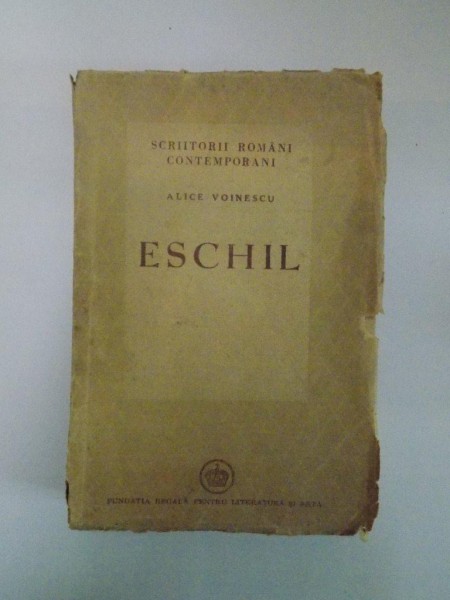 SCRIITORII ROMÂNI
CONTEMPORANI
ALICE VOINESCU
ESCHIL
FUNDAȚIA REGALĂ PENTRU LITERATURĂ ȘI ARTĂ